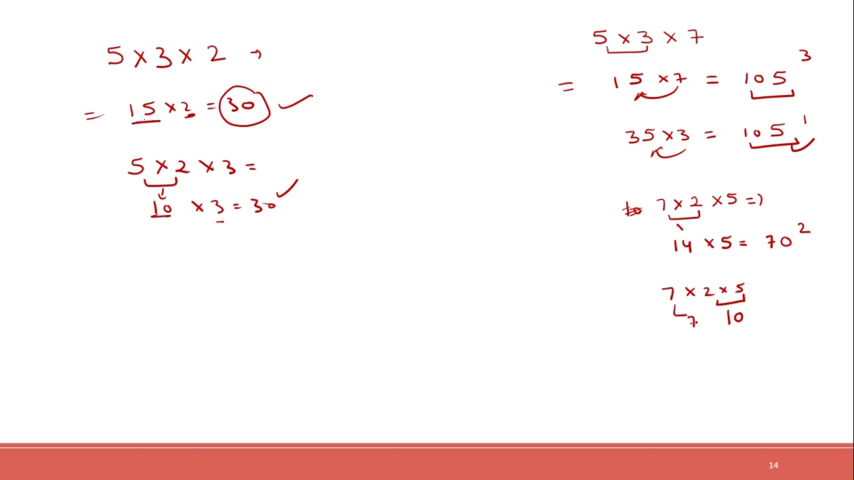 5 × 3 × 2
= 15 × 2 = 30
5 × 2 × 3 =
10 × 3 = 30
5 × 3 × 7
= 15 × 7 = 105 3
35 × 3 = 105 1
7 × 2 × 5 =
14 × 5 = 70 2
7 × 2 × 5
7 10
14